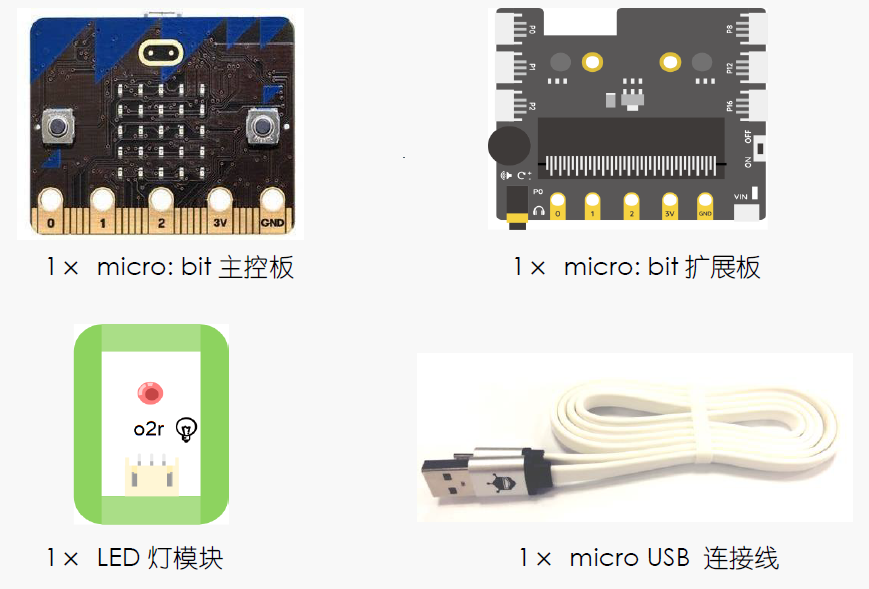 0 1 2 3V GND
1× micro: bit 主控板
P0 P8
P1 P12
P2 P16
OFF
ON
P0
VIN
0 1 2 3V GND
1× micro: bit 扩展板
o2r
1× LED 灯模块
1× micro USB 连接线